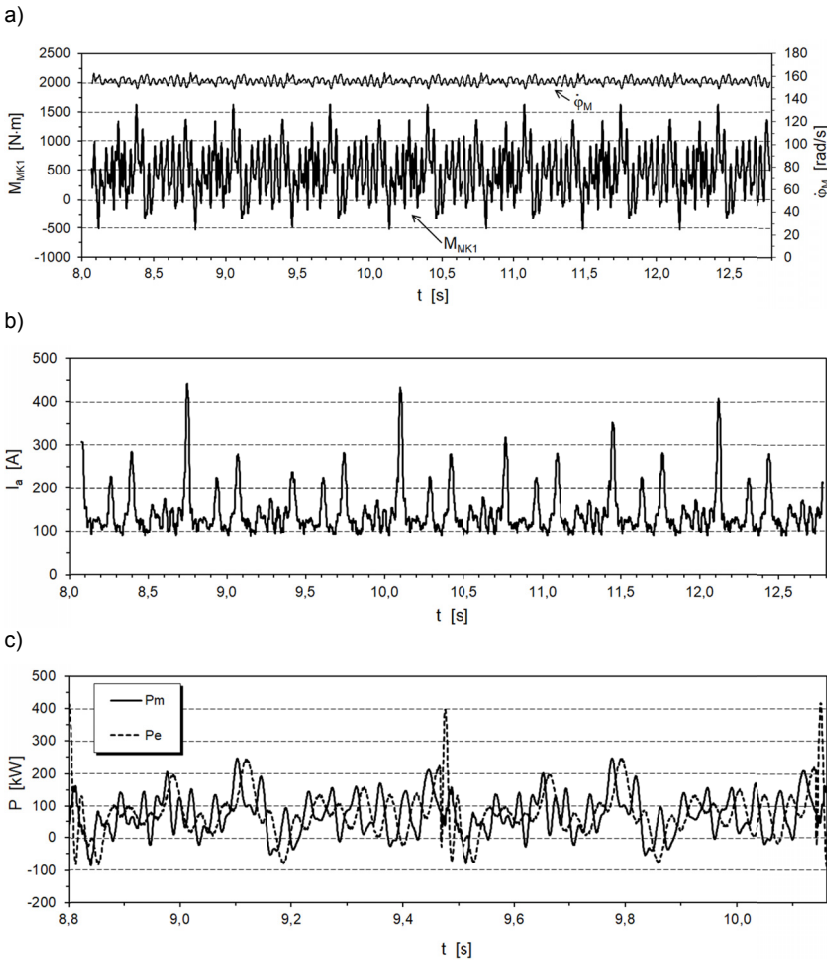 a)
2500
2000
1500
1000
500
0
-500
-1000
M_MK1 [N·m]
180
160
140
120
100
80
60
40
20
0
φ̇_M [rad/s]
φ̇_M
M_NK1
8,0 8,5 9,0 9,5 10,0 10,5 11,0 11,5 12,0 12,5
t [s]
b)
500
400
300
200
100
0
I_a [A]
8,0 8,5 9,0 9,5 10,0 10,5 11,0 11,5 12,0 12,5
t [s]
c)
500
400
300
200
100
0
-100
-200
P [kW]
Pm
Pe
8,8 9,0 9,2 9,4 9,6 9,8 10,0
t [s]